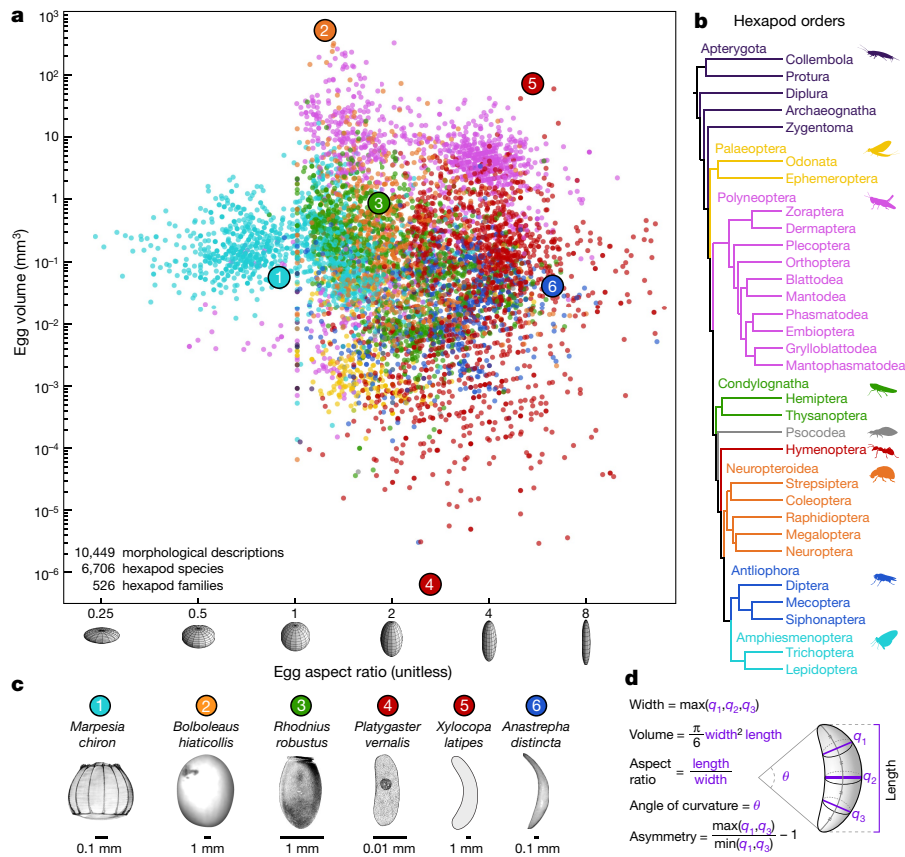 a
10³
10²
10
1
10⁻¹
10⁻²
10⁻³
10⁻⁴
10⁻⁵
10⁻⁶
Egg volume (mm³)
2
5
3
1
6
4
10,449 morphological descriptions
6,706 hexapod species
526 hexapod families
0.25 0.5 1 2 4 8
Egg aspect ratio (unitless)
b Hexapod orders
Apterygota
Collembola
Protura
Diplura
Archaeognatha
Zygentoma
Palaeoptera
Odonata
Ephemeroptera
Polyneoptera
Zoraptera
Dermaptera
Plecoptera
Orthoptera
Blattodea
Mantodea
Phasmatodea
Embioptera
Grylloblattodea
Mantophasmatodea
Condylognatha
Hemiptera
Thysanoptera
Psocodea
Hymenoptera
Neuropteroidea
Strepsiptera
Coleoptera
Raphidioptera
Megaloptera
Neuroptera
Antliophora
Diptera
Mecoptera
Siphonaptera
Amphiesmenoptera
Trichoptera
Lepidoptera
c
1 2 3 4 5 6
Marpesia Bolboleaus Rhodnius Platygaster Xylocopa Anastrepha
chiron hiaticollis robustus vernalis latipes distincta
0.1 mm 1 mm 1 mm 0.01 mm 1 mm 0.1 mm
d
Width = max(q₁,q₂,q₃)
Volume = π/6 width² length
Aspect ratio = length/width
Angle of curvature = θ
Asymmetry = max(q₁,q₃)/min(q₁,q₃) − 1
θ
q₁
q₂
q₃
Length